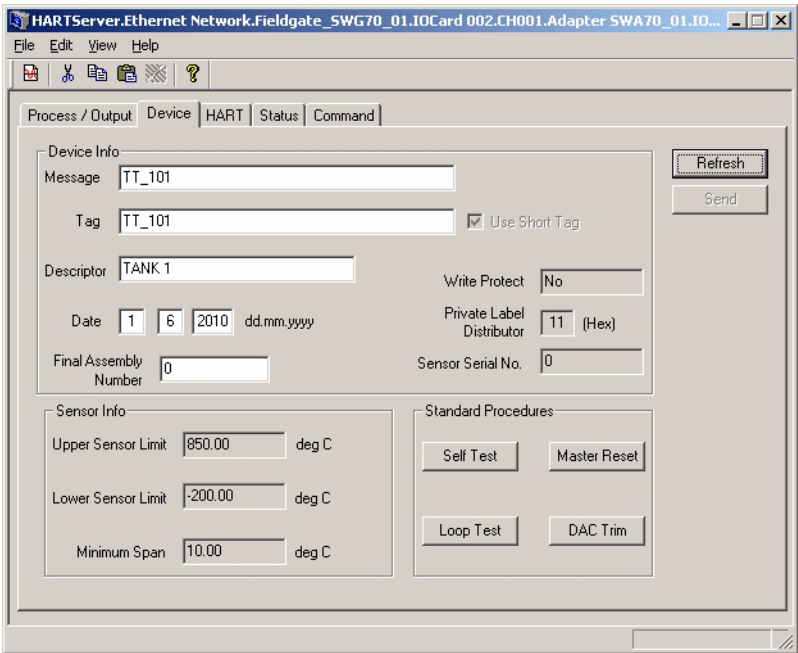 HARTServer.Ethernet Network.Fieldgate_SWG70_01.IOCard 002.CH001.Adapter SWA70_01.IO...
File Edit View Help
Process / Output Device HART Status Command
Device Info
Message TT_101
Refresh
Send
Tag TT_101 Use Short Tag
Descriptor TANK 1
Write Protect No
Date 1 6 2010 dd.mm.yyyy
Private Label
Distributor 11 (Hex)
Final Assembly
Number 0
Sensor Serial No. 0
Sensor Info
Upper Sensor Limit 850.00 deg C
Lower Sensor Limit -200.00 deg C
Minimum Span 10.00 deg C
Standard Procedures
Self Test Master Reset
Loop Test DAC Trim